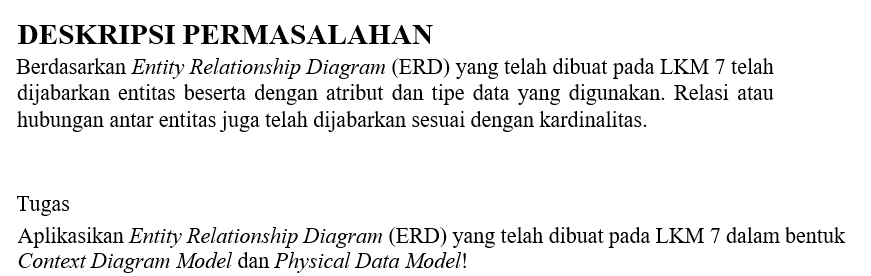 DESKRIPSI PERMASALAHAN
Berdasarkan Entity Relationship Diagram (ERD) yang telah dibuat pada LKM 7 telah
dijabarkan entitas beserta dengan atribut dan tipe data yang digunakan. Relasi atau
hubungan antar entitas juga telah dijabarkan sesuai dengan kardinalitas.
Tugas
Aplikasikan Entity Relationship Diagram (ERD) yang telah dibuat pada LKM 7 dalam bentuk
Context Diagram Model dan Physical Data Model!